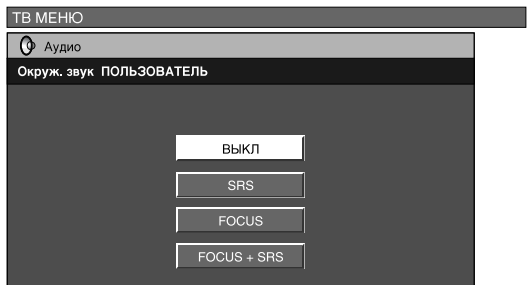 ТВ МЕНЮ
Аудио
Окруж. звук ПОЛЬЗОВАТЕЛЬ
ВЫКЛ
SRS
FOCUS
FOCUS + SRS